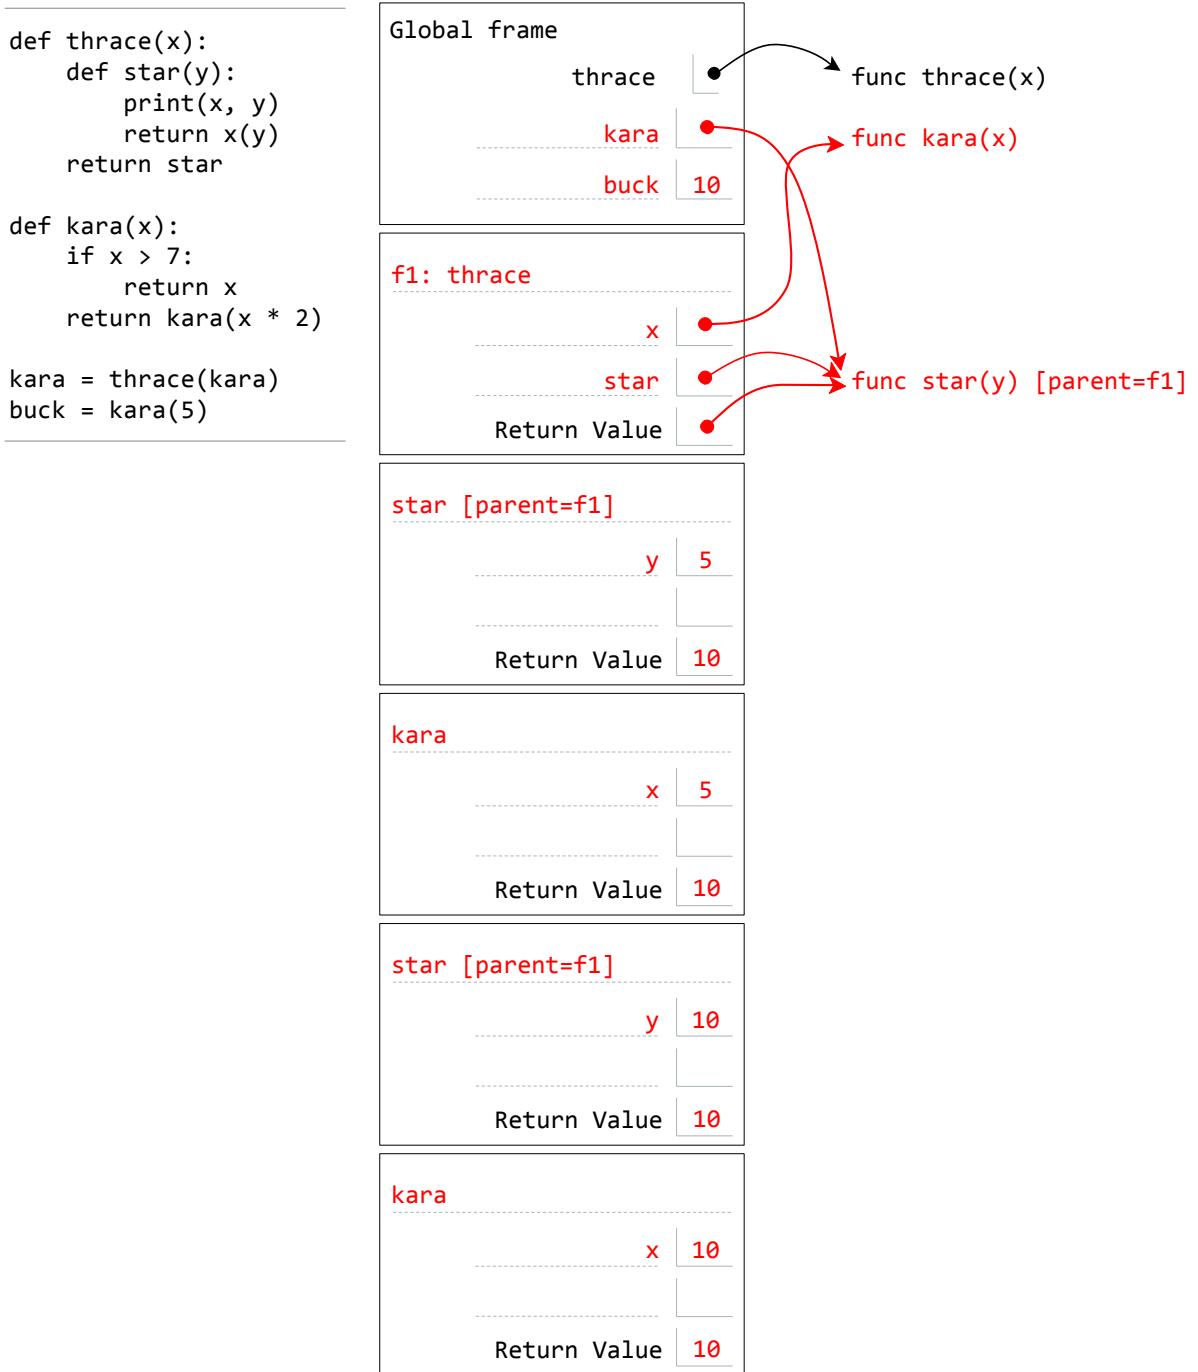 def thrace(x):
    def star(y):
        print(x, y)
        return x(y)
    return star

def kara(x):
    if x > 7:
        return x
    return kara(x * 2)

kara = thrace(kara)
buck = kara(5)

Global frame
thrace
kara
buck 10
func thrace(x)
func kara(x)
f1: thrace
x
star
Return Value
func star(y) [parent=f1]
star [parent=f1]
y 5
Return Value 10
kara
x 5
Return Value 10
star [parent=f1]
y 10
Return Value 10
kara
x 10
Return Value 10